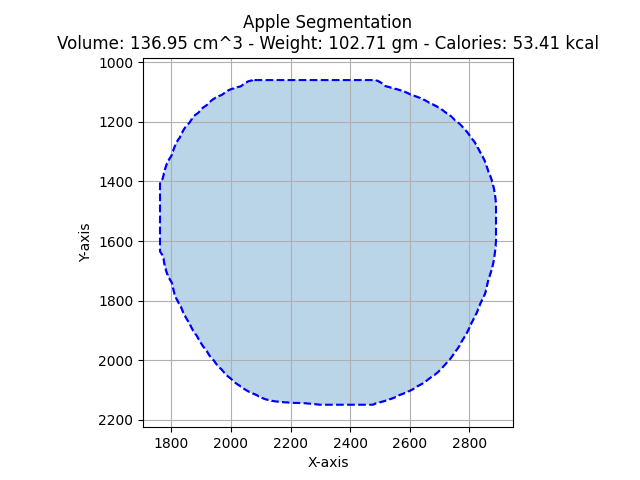 Apple Segmentation
Volume: 136.95 cm^3 - Weight: 102.71 gm - Calories: 53.41 kcal
1000
1200
1400
1600
1800
2000
2200
Y-axis
1800 2000 2200 2400 2600 2800
X-axis